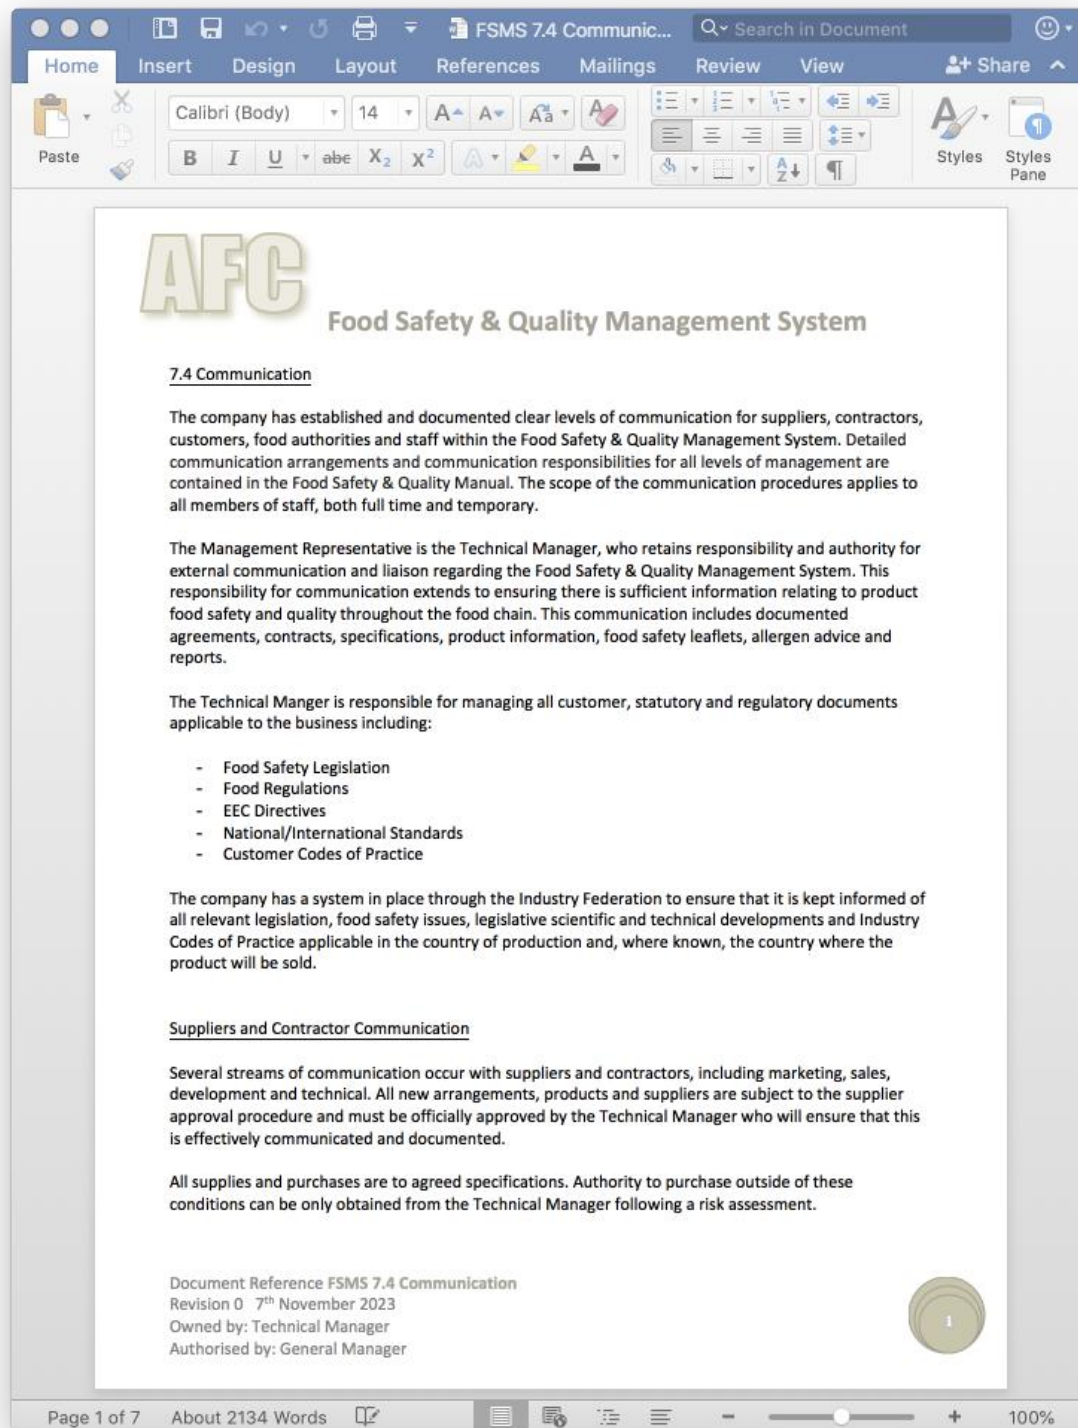 FSMS 7.4 Communic...
Search in Document
Home Insert Design Layout References Mailings Review View Share
Calibri (Body) 14
Paste
Styles
Styles Pane
AFC
Food Safety & Quality Management System
7.4 Communication
The company has established and documented clear levels of communication for suppliers, contractors,
customers, food authorities and staff within the Food Safety & Quality Management System. Detailed
communication arrangements and communication responsibilities for all levels of management are
contained in the Food Safety & Quality Manual. The scope of the communication procedures applies to
all members of staff, both full time and temporary.
The Management Representative is the Technical Manager, who retains responsibility and authority for
external communication and liaison regarding the Food Safety & Quality Management System. This
responsibility for communication extends to ensuring there is sufficient information relating to product
food safety and quality throughout the food chain. This communication includes documented
agreements, contracts, specifications, product information, food safety leaflets, allergen advice and
reports.
The Technical Manger is responsible for managing all customer, statutory and regulatory documents
applicable to the business including:
- Food Safety Legislation
- Food Regulations
- EEC Directives
- National/International Standards
- Customer Codes of Practice
The company has a system in place through the Industry Federation to ensure that it is kept informed of
all relevant legislation, food safety issues, legislative scientific and technical developments and Industry
Codes of Practice applicable in the country of production and, where known, the country where the
product will be sold.
Suppliers and Contractor Communication
Several streams of communication occur with suppliers and contractors, including marketing, sales,
development and technical. All new arrangements, products and suppliers are subject to the supplier
approval procedure and must be officially approved by the Technical Manager who will ensure that this
is effectively communicated and documented.
All supplies and purchases are to agreed specifications. Authority to purchase outside of these
conditions can be only obtained from the Technical Manager following a risk assessment.
Document Reference FSMS 7.4 Communication
Revision 0 7th November 2023
Owned by: Technical Manager
Authorised by: General Manager
1
Page 1 of 7 About 2134 Words 100%